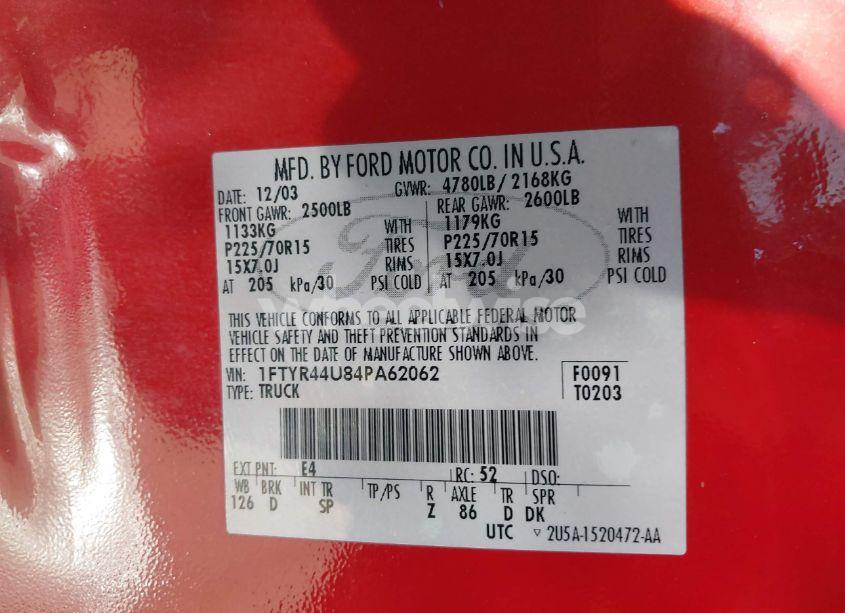 MFD. BY FORD MOTOR CO. IN U.S.A.
DATE: 12/03 GVWR: 4780LB/ 2168KG
FRONT GAWR: 2500LB REAR GAWR: 2600LB
1133KG WITH 1179KG WITH
P225/70R15 TIRES P225/70R15 TIRES
15X7.0J RIMS 15X7.0J RIMS
AT 205 kPa/30 PSI COLD AT 205 kPa/30 PSI COLD
Ford
wheelwise
THIS VEHICLE CONFORMS TO ALL APPLICABLE FEDERAL MOTOR
VEHICLE SAFETY AND THEFT PREVENTION STANDARDS IN
EFFECT ON THE DATE OF MANUFACTURE SHOWN ABOVE.
VIN: 1FTYR44U84PA62062 F0091
TYPE: TRUCK T0203
EXT PNT: E4 RC: 52 DSO:
WB BRK INT TR TP/PS R AXLE TR SPR
126 D SP Z 86 D DK
UTC ▽ 2U5A-1520472-AA